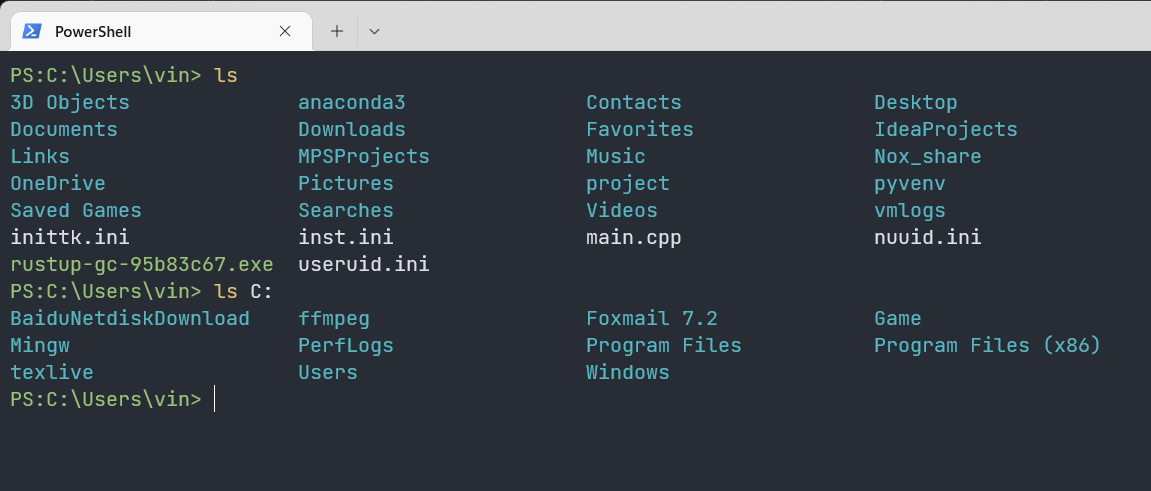 PowerShell
PS:C:\Users\vin> ls
3D Objects anaconda3 Contacts Desktop
Documents Downloads Favorites IdeaProjects
Links MPSProjects Music Nox_share
OneDrive Pictures project pyvenv
Saved Games Searches Videos vmlogs
inittk.ini inst.ini main.cpp nuuid.ini
rustup-gc-95b83c67.exe useruid.ini
PS:C:\Users\vin> ls C:
BaiduNetdiskDownload ffmpeg Foxmail 7.2 Game
Mingw PerfLogs Program Files Program Files (x86)
texlive Users Windows
PS:C:\Users\vin>